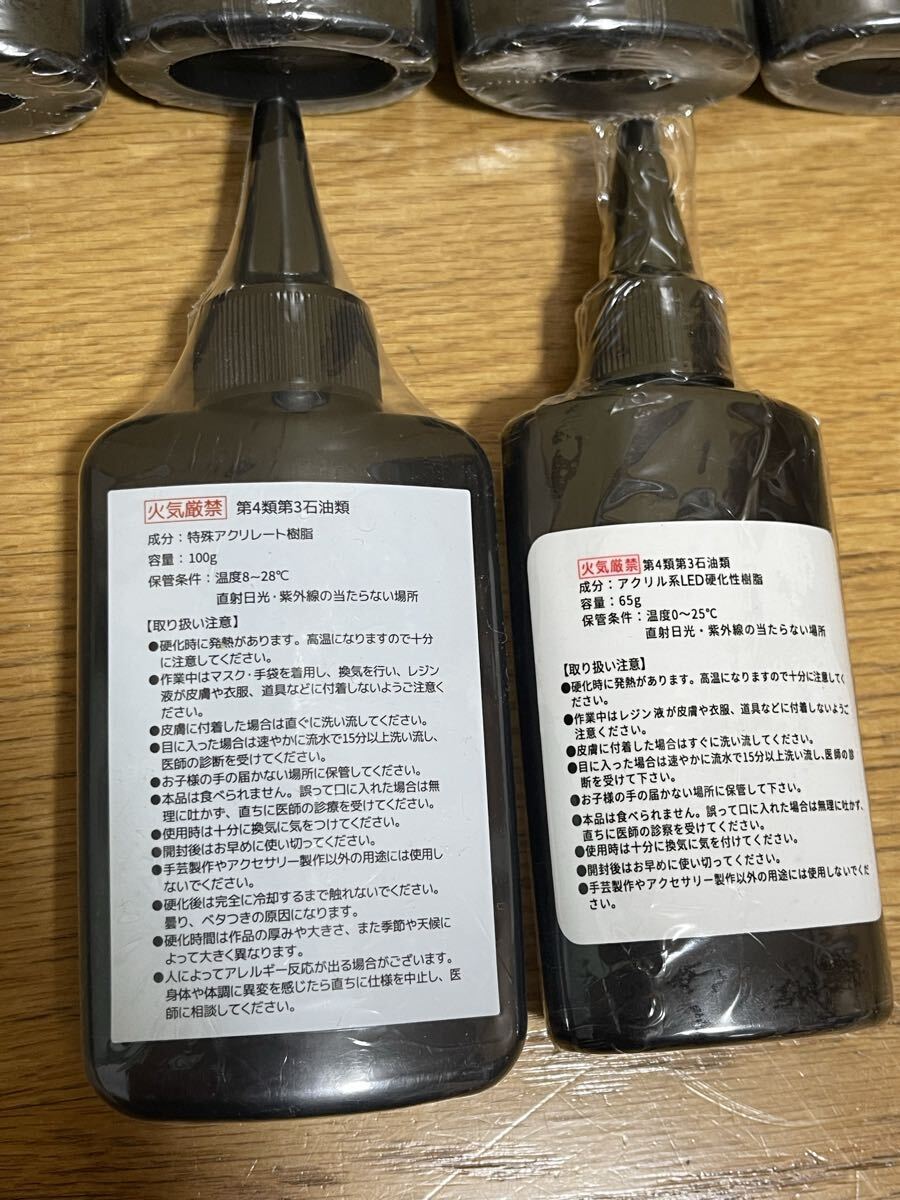 火気厳禁 第4類第3石油類
成分：特殊アクリレート樹脂
容量：100g
保管条件：温度8～28℃
直射日光・紫外線の当たらない場所
【取り扱い注意】
●硬化時に発熱があります。高温になりますので十分
に注意してください。
●作業中はマスク・手袋を着用し、換気を行い、レジン
液が皮膚や衣服、道具などに付着しないようご注意く
ださい。
●皮膚に付着した場合は直ぐに洗い流してください。
●目に入った場合は速やかに流水で15分以上洗い流し、
医師の診断を受けてください。
●お子様の手の届かない場所に保管してください。
●本品は食べられません。誤って口に入れた場合は無
理に吐かず、直ちに医師の診療を受けてください。
●使用時は十分に換気に気をつけてください。
●開封後はお早めに使い切ってください。
●手芸製作やアクセサリー製作以外の用途には使用し
ないでください。
●硬化後は完全に冷却するまで触れないでください。
曇り、ベタつきの原因になります。
●硬化時間は作品の厚みや大きさ、また季節や天候に
よって大きく異なります。
●人によってアレルギー反応が出る場合がございます。
身体や体調に異変を感じたら直ちに仕様を中止し、医
師に相談してください。
火気厳禁 第4類第3石油類
成分：アクリル系LED硬化性樹脂
容量：65g
保管条件：温度0～25℃
直射日光・紫外線の当たらない場所
【取り扱い注意】
●硬化時に発熱があります。高温になりますので十分に注意してく
ださい。
●作業中はレジン液が皮膚や衣服、道具などに付着しないようご
注意ください。
●皮膚に付着した場合はすぐに洗い流してください。
●目に入った場合は速やかに流水で15分以上洗い流し、医師の診
断を受けて下さい。
●お子様の手の届かない場所に保管して下さい。
●本品は食べられません。誤って口に入れた場合は無理に吐かず、
直ちに医師の診察を受けてください。
●使用時は十分に換気に気を付けてください。
●開封後はお早めに使い切ってください。
●手芸製作やアクセサリー製作以外の用途には使用しないでくだ
さい。